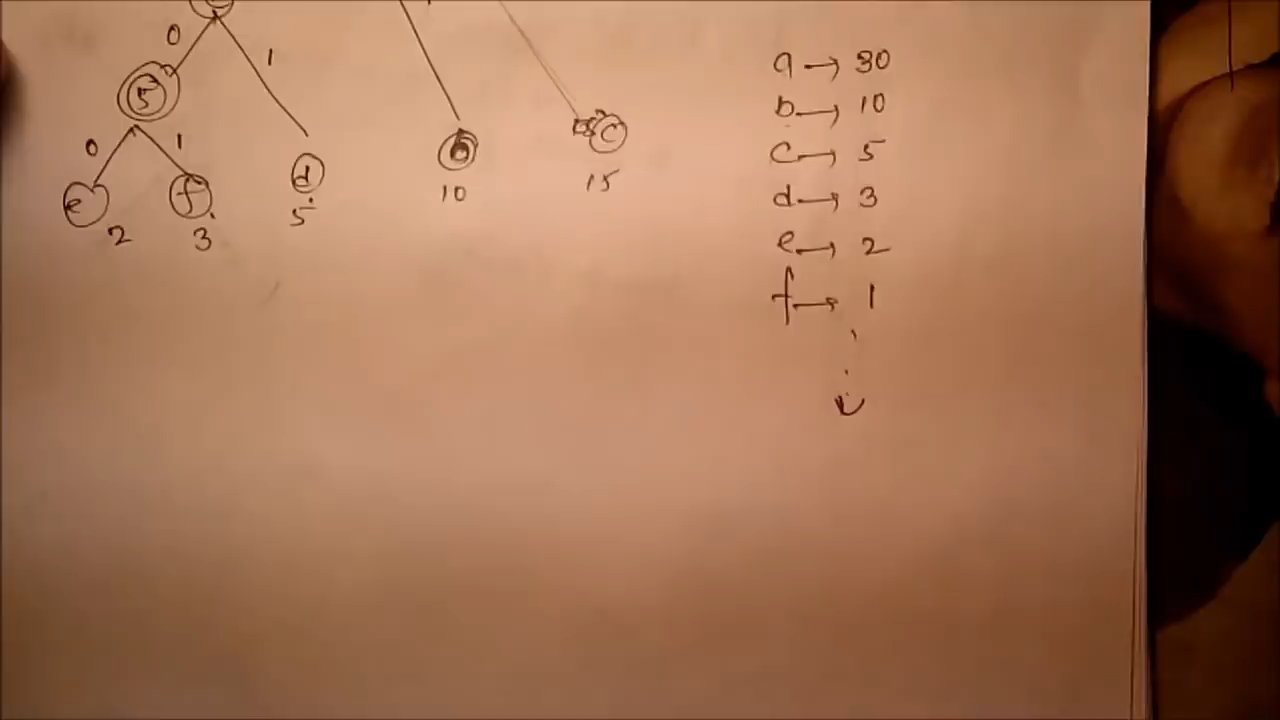 0
1
5
0
1
e
f
d
b
c
2
3
5
10
15
a → 30
b → 10
c → 5
d → 3
e → 2
f → 1